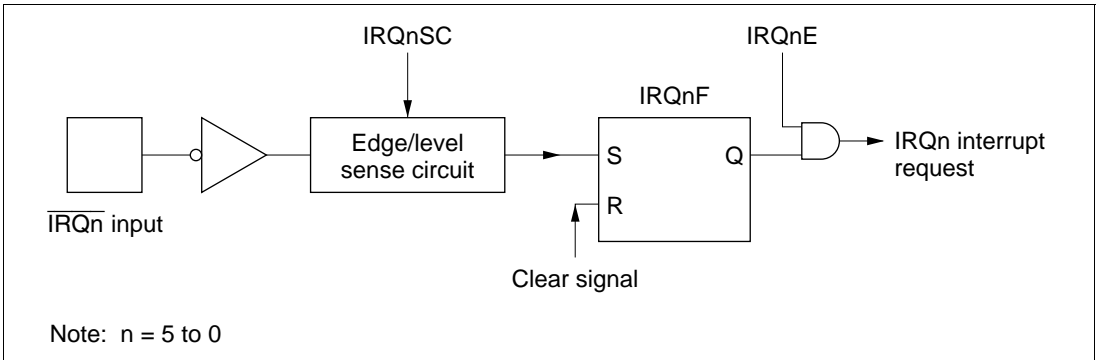 IRQnSC
IRQnE
IRQnF
Edge/level
sense circuit
S
Q
R
IRQn interrupt
request
IRQn input
Clear signal
Note: n = 5 to 0